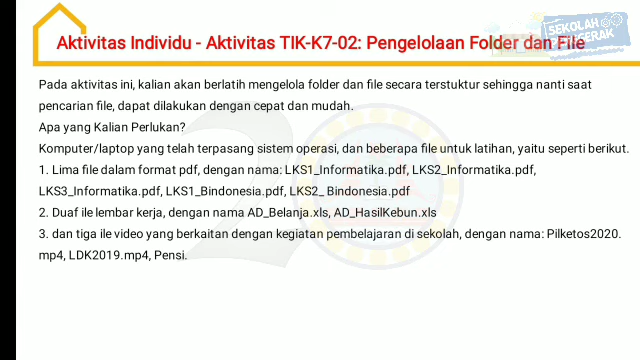 SEKOLAH
PENGGERAK
Aktivitas Individu - Aktivitas TIK-K7-02: Pengelolaan Folder dan File
Pada aktivitas ini, kalian akan berlatih mengelola folder dan file secara terstuktur sehingga nanti saat
pencarian file, dapat dilakukan dengan cepat dan mudah.
Apa yang Kalian Perlukan?
Komputer/laptop yang telah terpasang sistem operasi, dan beberapa file untuk latihan, yaitu seperti berikut.
1. Lima file dalam format pdf, dengan nama: LKS1_Informatika.pdf, LKS2_Informatika.pdf,
LKS3_Informatika.pdf, LKS1_Bindonesia.pdf, LKS2_ Bindonesia.pdf
2. Duaf ile lembar kerja, dengan nama AD_Belanja.xls, AD_HasilKebun.xls
3. dan tiga ile video yang berkaitan dengan kegiatan pembelajaran di sekolah, dengan nama: Pilketos2020.
mp4, LDK2019.mp4, Pensi.